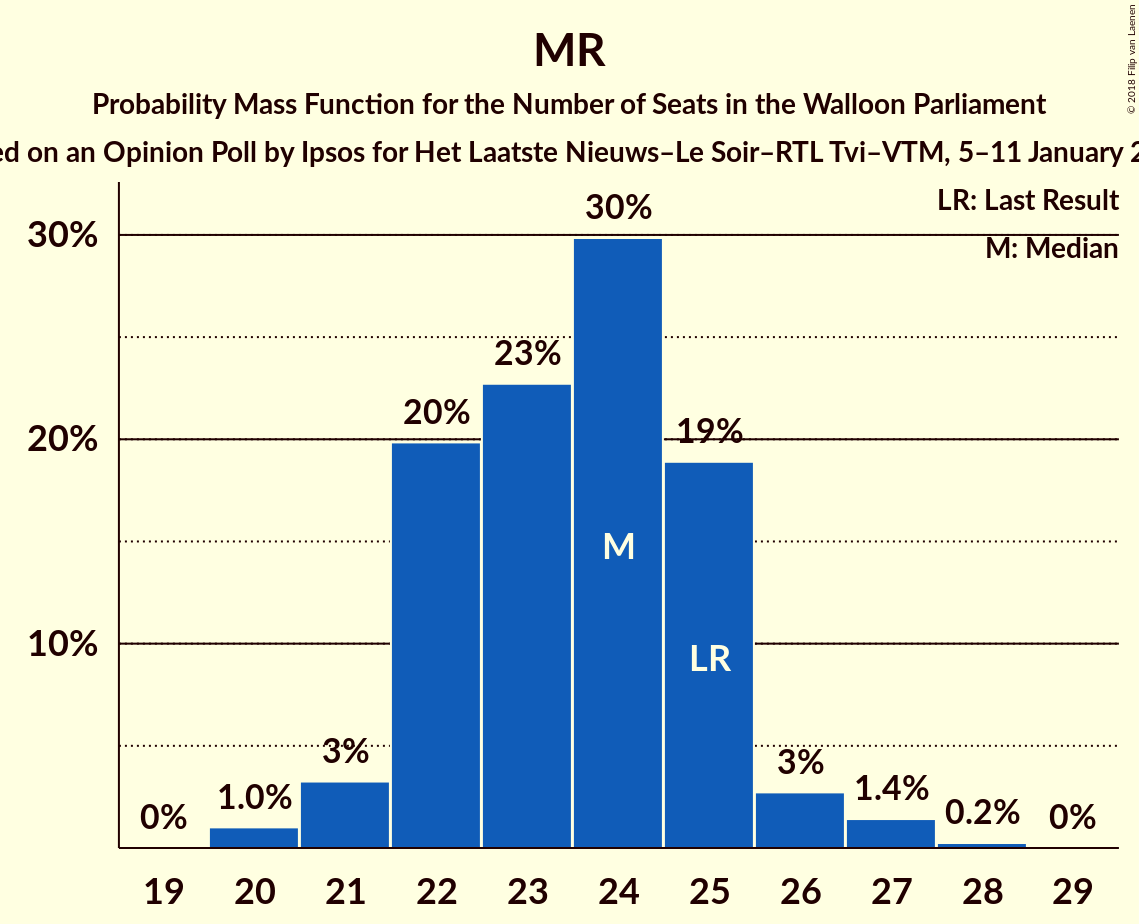 MR
Probability Mass Function for the Number of Seats in the Walloon Parliament
on an Opinion Poll by Ipsos for Het Laatste Nieuws–Le Soir–RTL Tvi–VTM, 5–11 January
© 2018 Filip van Laenen
LR: Last Result
M: Median
30%
20%
10%
0%
1.0%
3%
20%
23%
30%
19%
3%
1.4%
0.2%
0%
M
LR
19 20 21 22 23 24 25 26 27 28 29